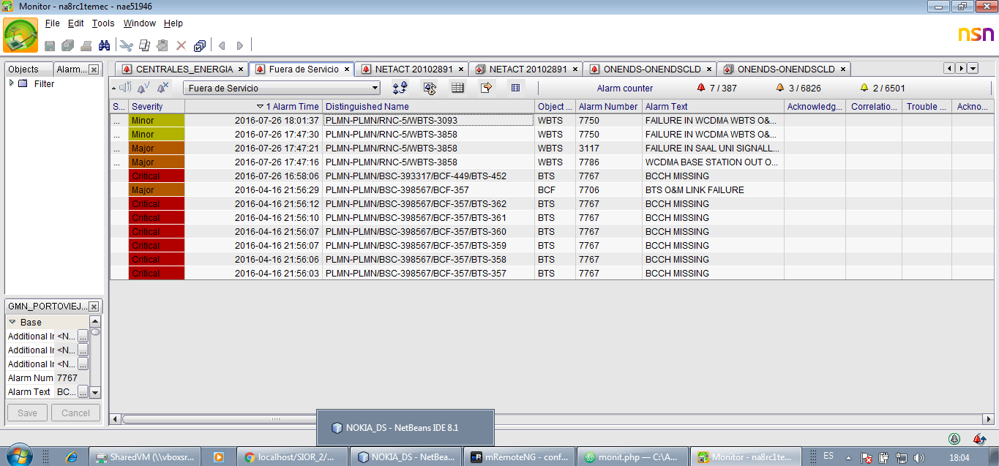 Monitor - na8rc1temec - nae51946
File Edit Tools Window Help
nsn
Objects Alarm...
Filter
CENTRALES_ENERGIA Fuera de Servicio NETACT 20102891 NETACT 20102891 ONENDS-ONENDSCLD ONENDS-ONENDSCLD
Fuera de Servicio Alarm counter 7 / 387 3 / 6826 2 / 6501
S... Severity 1 Alarm Time Distinguished Name Object ... Alarm Number Alarm Text Acknowledg... Correlatio... Trouble ... Ackno...
... Minor 2016-07-26 18:01:37 PLMN-PLMN/RNC-5/WBTS-3093 WBTS 7750 FAILURE IN WCDMA WBTS O&...
... Minor 2016-07-26 17:47:30 PLMN-PLMN/RNC-5/WBTS-3858 WBTS 7750 FAILURE IN WCDMA WBTS O&...
... Major 2016-07-26 17:47:21 PLMN-PLMN/RNC-5/WBTS-3858 WBTS 3117 FAILURE IN SAAL UNI SIGNALL...
... Major 2016-07-26 17:47:16 PLMN-PLMN/RNC-5/WBTS-3858 WBTS 7786 WCDMA BASE STATION OUT O...
Critical 2016-07-26 16:58:06 PLMN-PLMN/BSC-393317/BCF-449/BTS-452 BTS 7767 BCCH MISSING
Major 2016-04-16 21:56:29 PLMN-PLMN/BSC-398567/BCF-357 BCF 7706 BTS O&M LINK FAILURE
Critical 2016-04-16 21:56:12 PLMN-PLMN/BSC-398567/BCF-357/BTS-362 BTS 7767 BCCH MISSING
Critical 2016-04-16 21:56:10 PLMN-PLMN/BSC-398567/BCF-357/BTS-361 BTS 7767 BCCH MISSING
Critical 2016-04-16 21:56:07 PLMN-PLMN/BSC-398567/BCF-357/BTS-360 BTS 7767 BCCH MISSING
Critical 2016-04-16 21:56:07 PLMN-PLMN/BSC-398567/BCF-357/BTS-359 BTS 7767 BCCH MISSING
Critical 2016-04-16 21:56:06 PLMN-PLMN/BSC-398567/BCF-357/BTS-358 BTS 7767 BCCH MISSING
Critical 2016-04-16 21:56:03 PLMN-PLMN/BSC-398567/BCF-357/BTS-357 BTS 7767 BCCH MISSING
GMN_PORTOVIEJ...
Base
Additional Ir <N... ...
Additional Ir <N... ...
Additional Ir <N... ...
Alarm Num 7767
Alarm Text BC... ...
Save Cancel
NOKIA_DS - NetBeans IDE 8.1
SharedVM (\\vboxsr... localhost/SIOR_2/... NOKIA_DS - NetBea... mRemoteNG - conf... monit.php — C:\A... Monitor - na8rc1te... ES 18:04